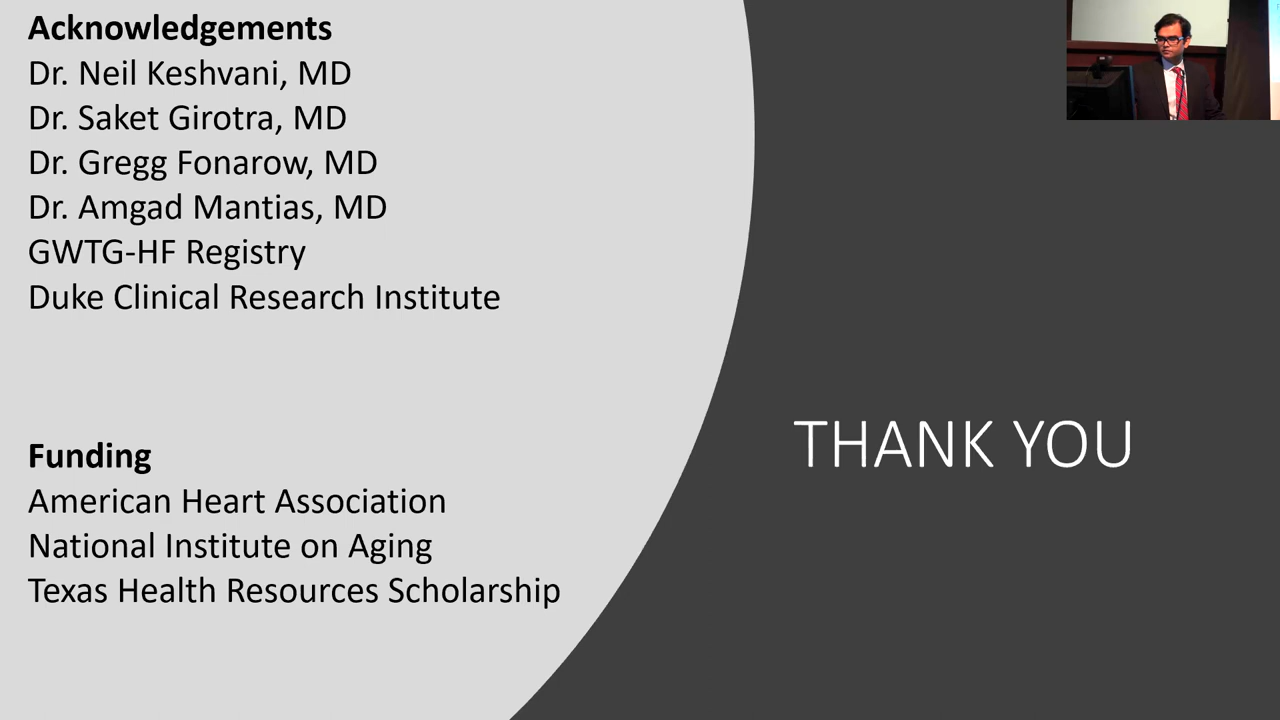 Acknowledgements
Dr. Neil Keshvani, MD
Dr. Saket Girotra, MD
Dr. Gregg Fonarow, MD
Dr. Amgad Mantias, MD
GWTG-HF Registry
Duke Clinical Research Institute
Funding
American Heart Association
National Institute on Aging
Texas Health Resources Scholarship
THANK YOU